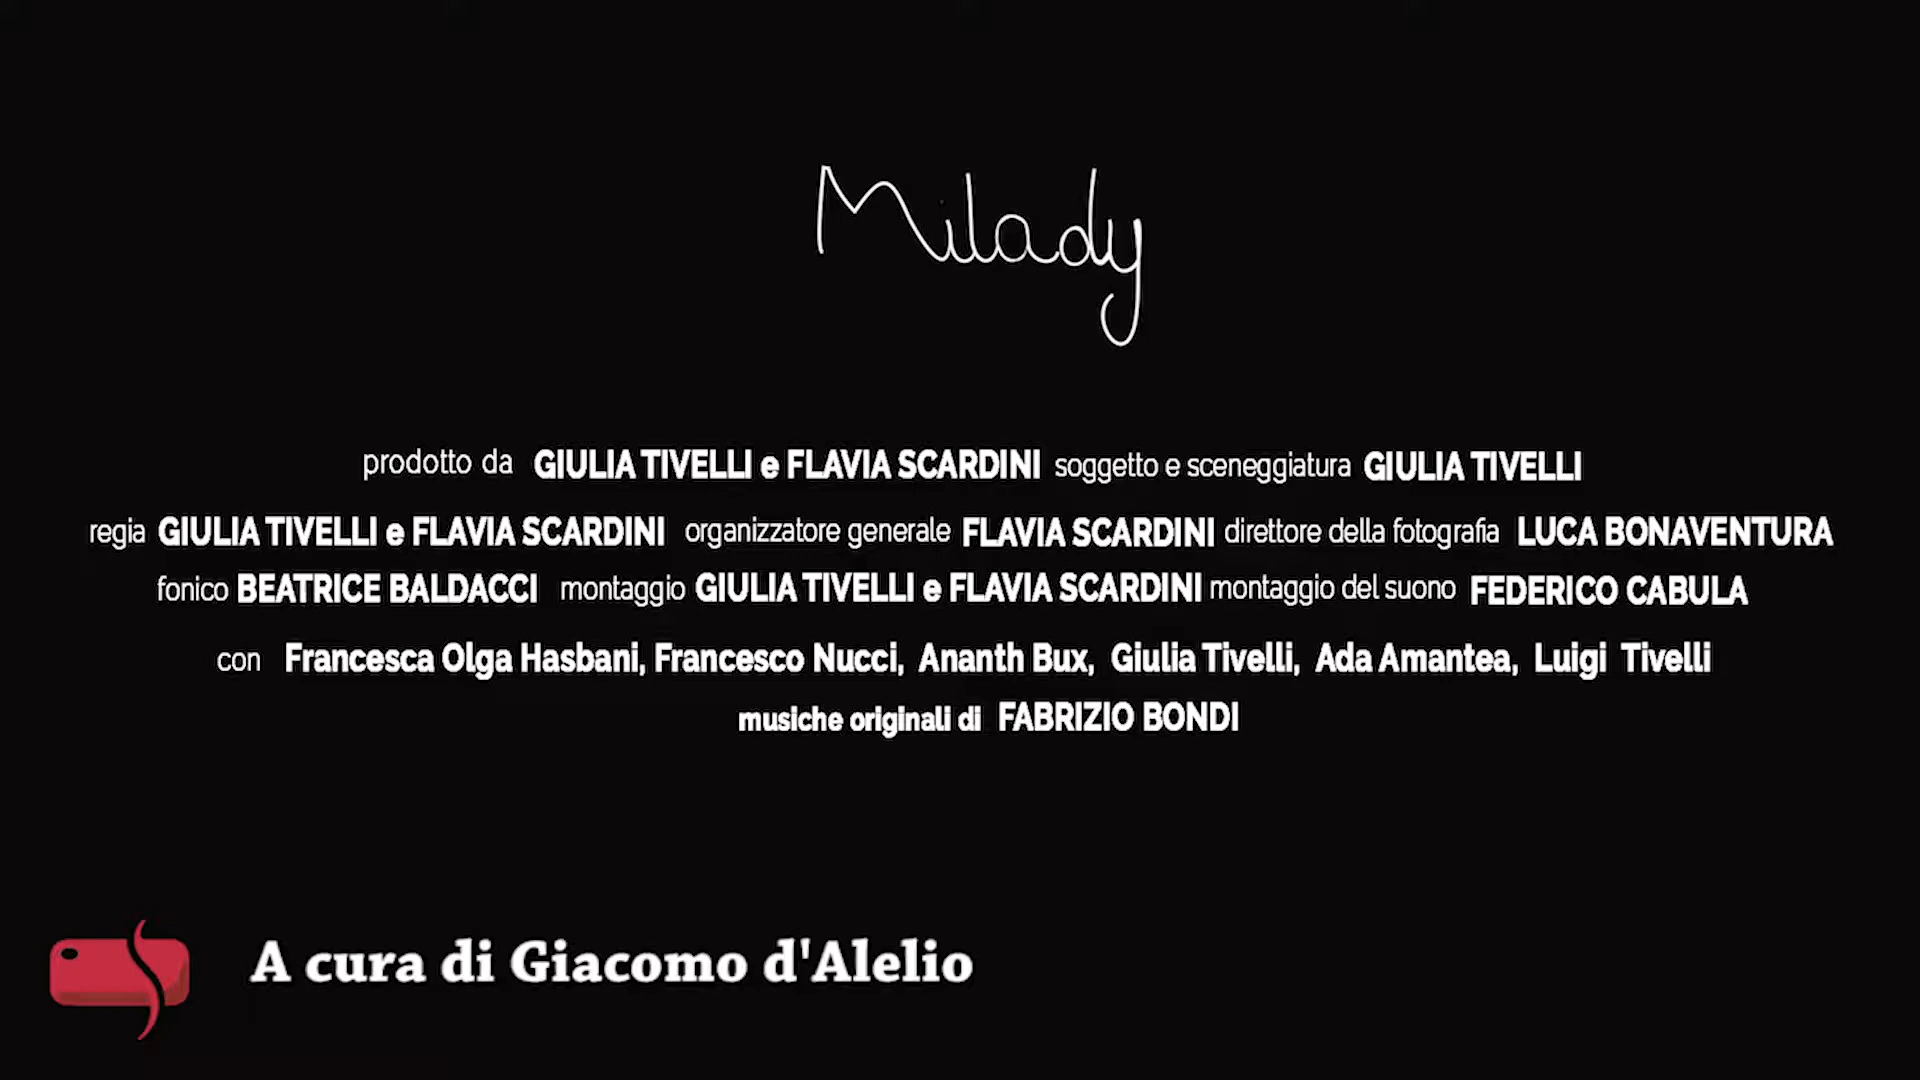 Milady
prodotto da GIULIA TIVELLI e FLAVIA SCARDINI soggetto e sceneggiatura GIULIA TIVELLI
regia GIULIA TIVELLI e FLAVIA SCARDINI organizzatore generale FLAVIA SCARDINI direttore della fotografia LUCA BONAVENTURA
fonico BEATRICE BALDACCI montaggio GIULIA TIVELLI e FLAVIA SCARDINI montaggio del suono FEDERICO CABULA
con Francesca Olga Hasbani, Francesco Nucci, Ananth Bux, Giulia Tivelli, Ada Amantea, Luigi Tivelli
musiche originali di FABRIZIO BONDI
A cura di Giacomo d'Alelio